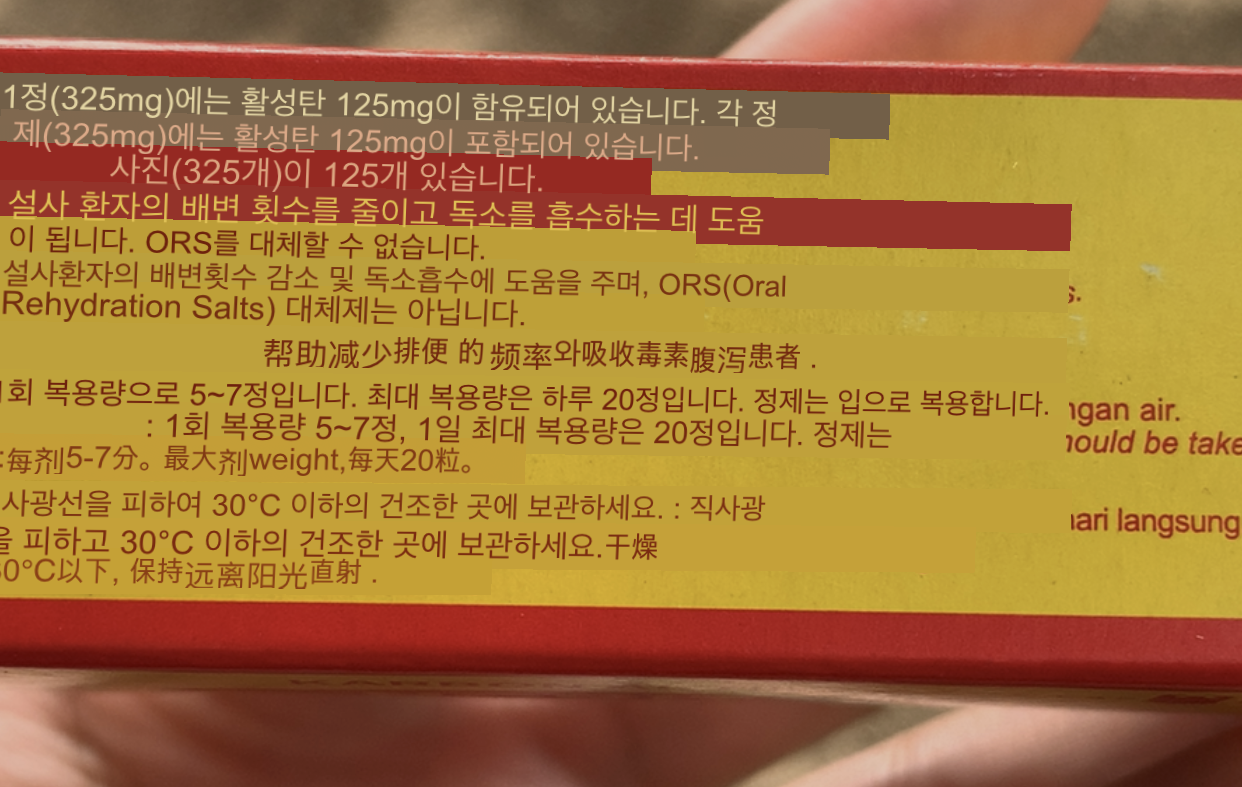 1정(325mg)에는 활성탄 125mg이 함유되어 있습니다. 각 정
제(325mg)에는 활성탄 125mg이 포함되어 있습니다.
사진(325개)이 125개 있습니다.
설사 환자의 배변 횟수를 줄이고 독소를 흡수하는 데 도움
이 됩니다. ORS를 대체할 수 없습니다.
설사환자의 배변횟수 감소 및 독소흡수에 도움을 주며, ORS(Oral
s.
Rehydration Salts) 대체제는 아닙니다.
帮助减少排便 的 频率와吸收毒素腹泻患者 .
1회 복용량으로 5~7정입니다. 최대 복용량은 하루 20정입니다. 정제는 입으로 복용합니다.
ngan air.
: 1회 복용량 5~7정, 1일 최대 복용량은 20정입니다. 정제는
hould be take
:每剂5-7分。最大剂weight,每天20粒。
사광선을 피하여 30°C 이하의 건조한 곳에 보관하세요. : 직사광
hari langsung
을 피하고 30°C 이하의 건조한 곳에 보관하세요.干燥
30°C以下, 保持远离阳光直射 .